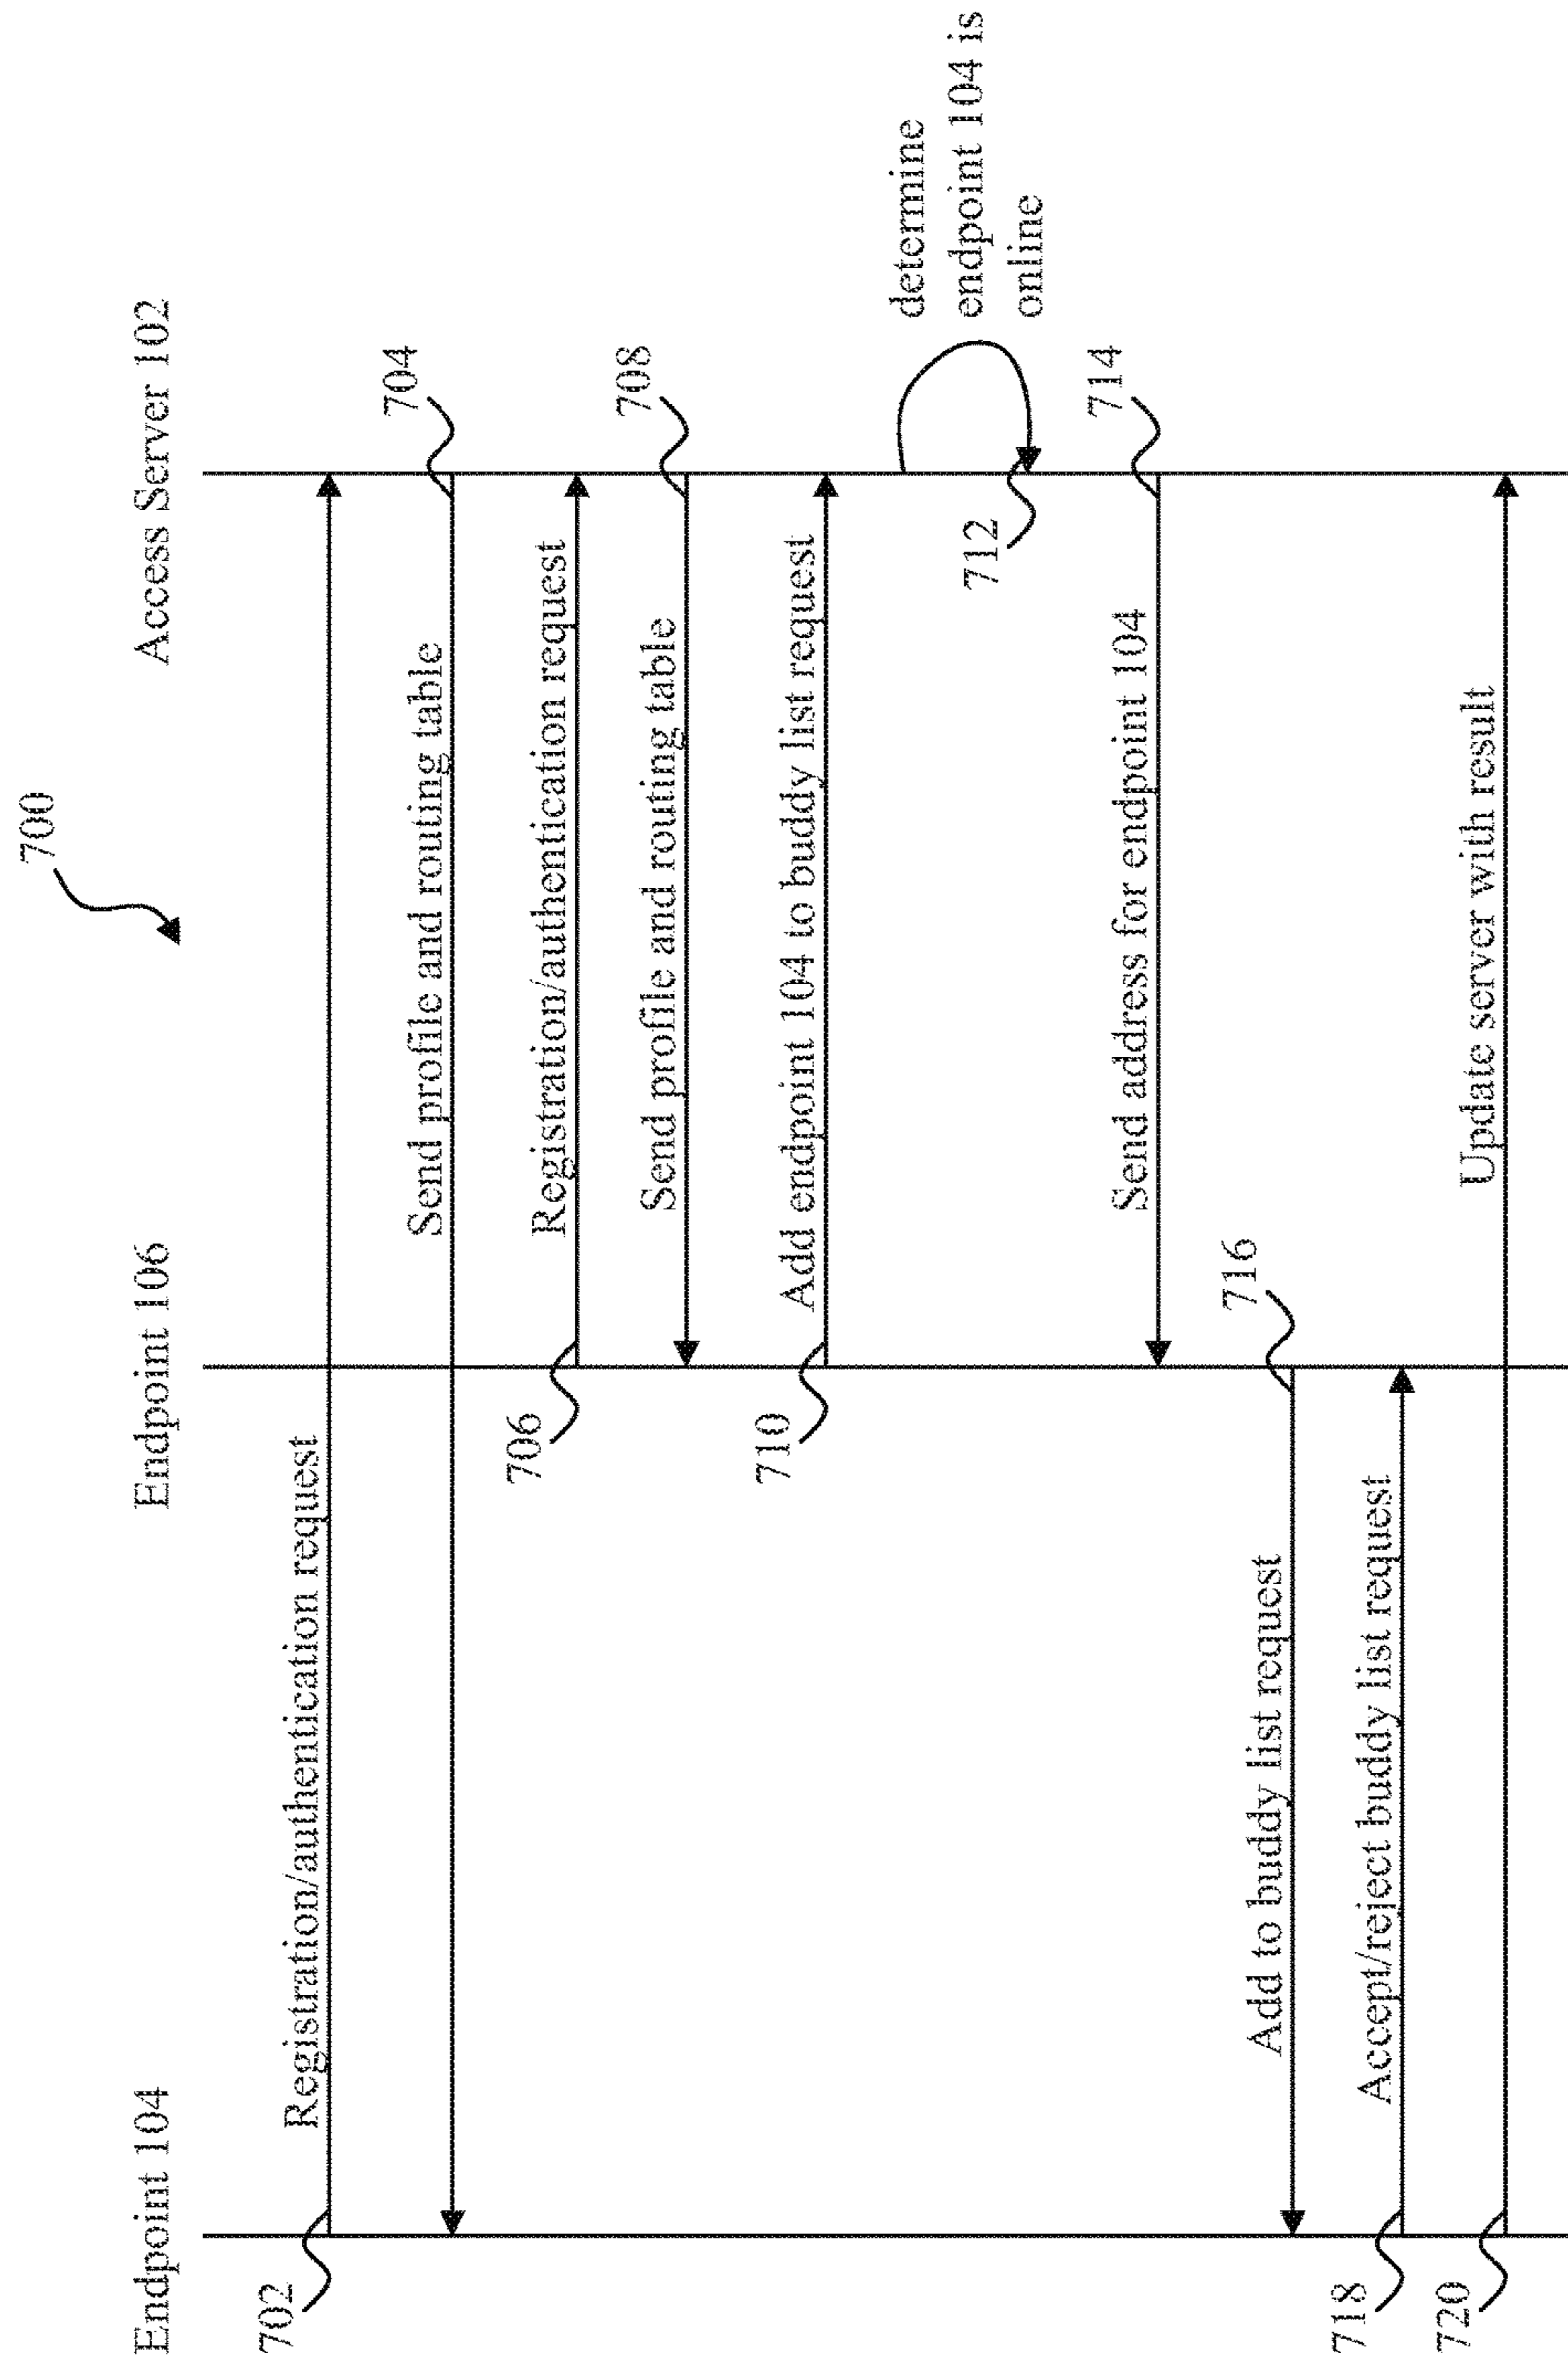 700
Endpoint 104
Endpoint 106
Access Server 102
702
Registration/authentication request
704
Send profile and routing table
706
Registration/authentication request
708
Send profile and routing table
710
Add endpoint 104 to buddy list request
determine
endpoint 104 is
online
712
714
Send address for endpoint 104
716
Add to buddy list request
718
Accept/reject buddy list request
720
Update server with result